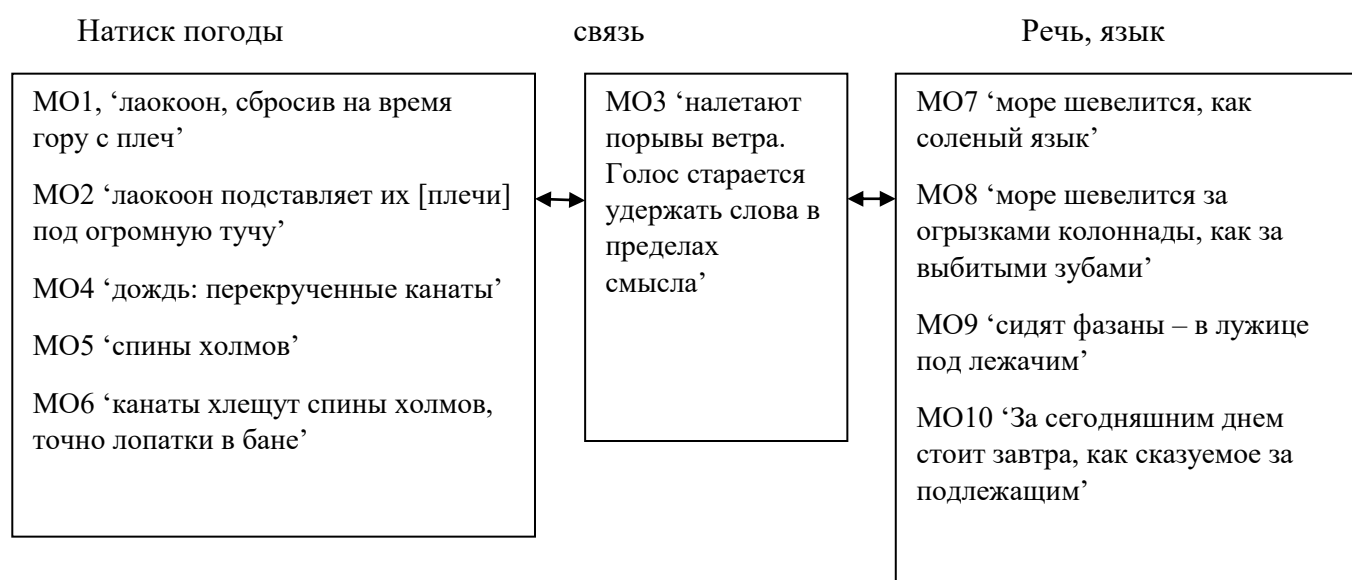 Натиск погоды
связь
Речь, язык
МО1, ‘лаокоон, сбросив на время
гору с плеч’
МО2 ‘лаокоон подставляет их [плечи]
под огромную тучу’
МО4 ‘дождь: перекрученные канаты’
МО5 ‘спины холмов’
МО6 ‘канаты хлещут спины холмов,
точно лопатки в бане’
МО3 ‘налетают
порывы ветра.
Голос старается
удержать слова в
пределах
смысла’
МО7 ‘море шевелится, как
соленый язык’
МО8 ‘море шевелится за
огрызками колоннады, как за
выбитыми зубами’
МО9 ‘сидят фазаны – в лужице
под лежачим’
МО10 ‘За сегодняшним днем
стоит завтра, как сказуемое за
подлежащим’